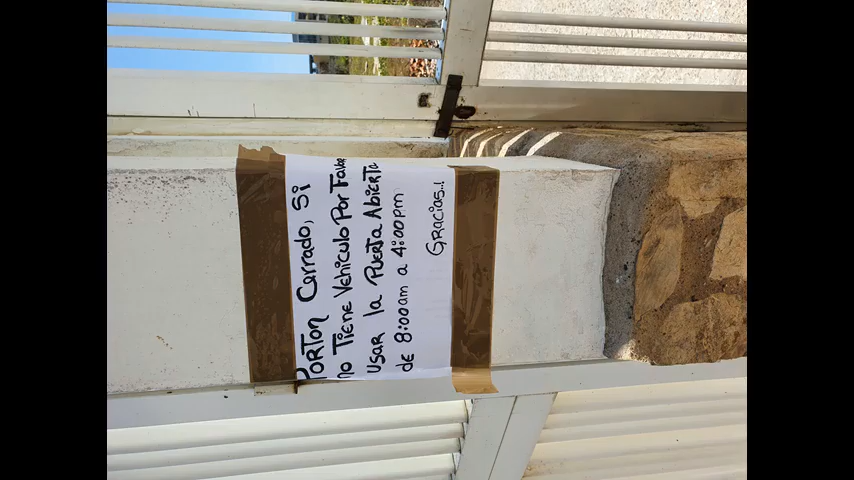 PORTON Cerrado, Si
no Tiene Vehiculo Por Favor
usar la Puerta Abierta
de 8:00am a 4:00pm
Gracias..!